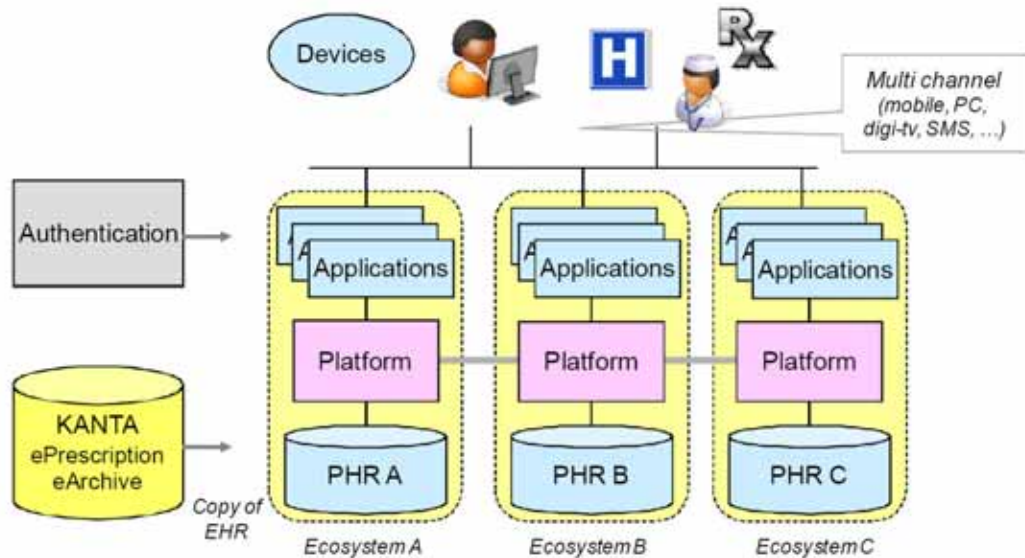 Devices
H
RX
Multi channel
(mobile, PC,
digi-tv, SMS, ...)
Authentication
A
A
Applications
A
A
Applications
A
A
Applications
Platform
Platform
Platform
KANTA
ePrescription
eArchive
PHR A
PHR B
PHR C
Copy of
EHR
Ecosystem A
Ecosystem B
Ecosystem C